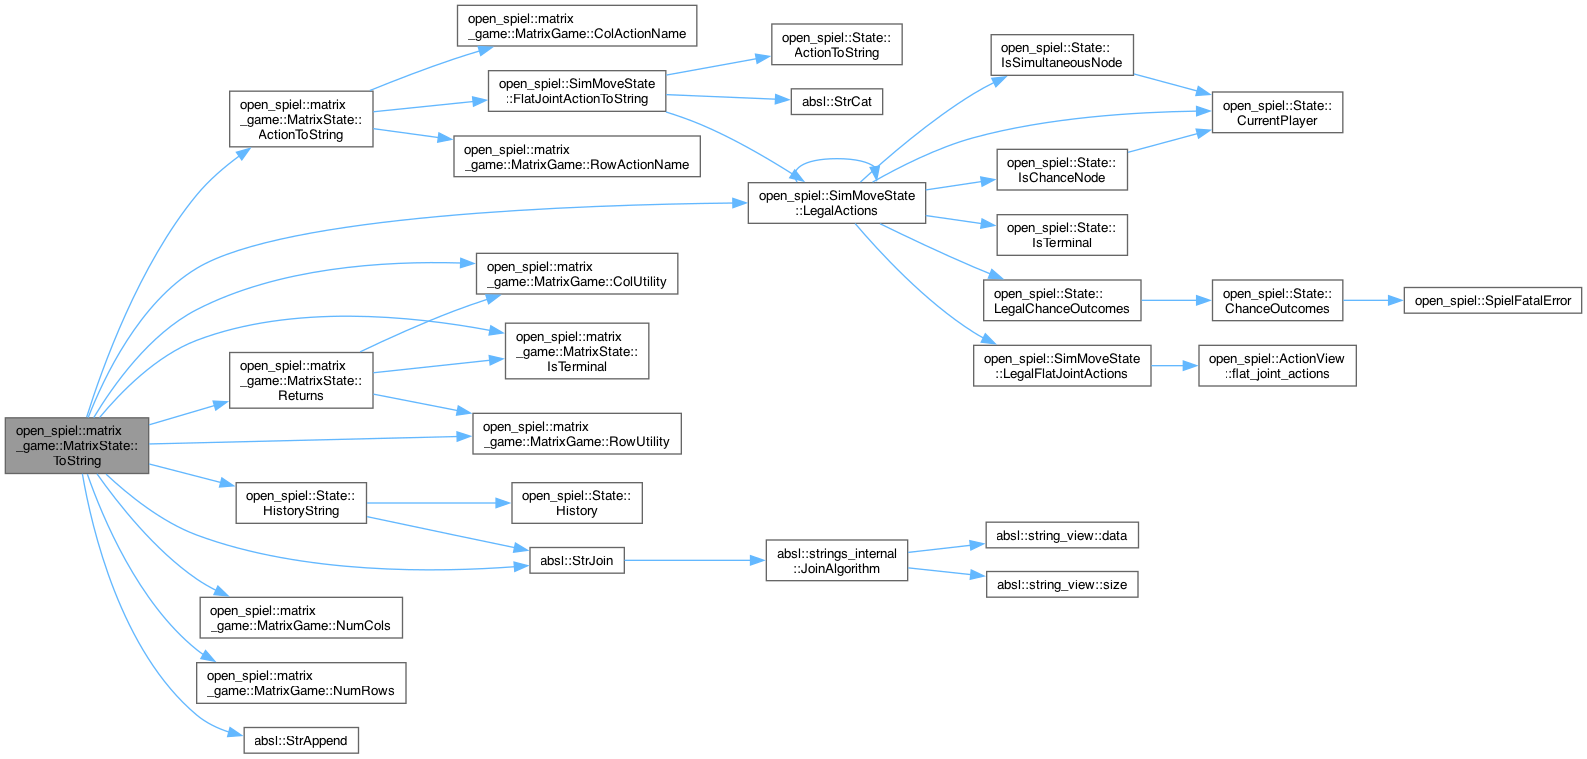 open_spiel::matrix
_game::MatrixState::
ToString
open_spiel::matrix
_game::MatrixState::
ActionToString
open_spiel::matrix
_game::MatrixGame::ColActionName
open_spiel::SimMoveState
::FlatJointActionToString
open_spiel::matrix
_game::MatrixGame::RowActionName
open_spiel::State::
ActionToString
absl::StrCat
open_spiel::SimMoveState
::LegalActions
open_spiel::State::
IsSimultaneousNode
open_spiel::State::
CurrentPlayer
open_spiel::State::
IsChanceNode
open_spiel::State::
IsTerminal
open_spiel::State::
LegalChanceOutcomes
open_spiel::State::
ChanceOutcomes
open_spiel::SpielFatalError
open_spiel::SimMoveState
::LegalFlatJointActions
open_spiel::ActionView
::flat_joint_actions
open_spiel::matrix
_game::MatrixGame::ColUtility
open_spiel::matrix
_game::MatrixState::
IsTerminal
open_spiel::matrix
_game::MatrixState::
Returns
open_spiel::matrix
_game::MatrixGame::RowUtility
open_spiel::State::
HistoryString
open_spiel::State::
History
absl::StrJoin
absl::strings_internal
::JoinAlgorithm
absl::string_view::data
absl::string_view::size
open_spiel::matrix
_game::MatrixGame::NumCols
open_spiel::matrix
_game::MatrixGame::NumRows
absl::StrAppend